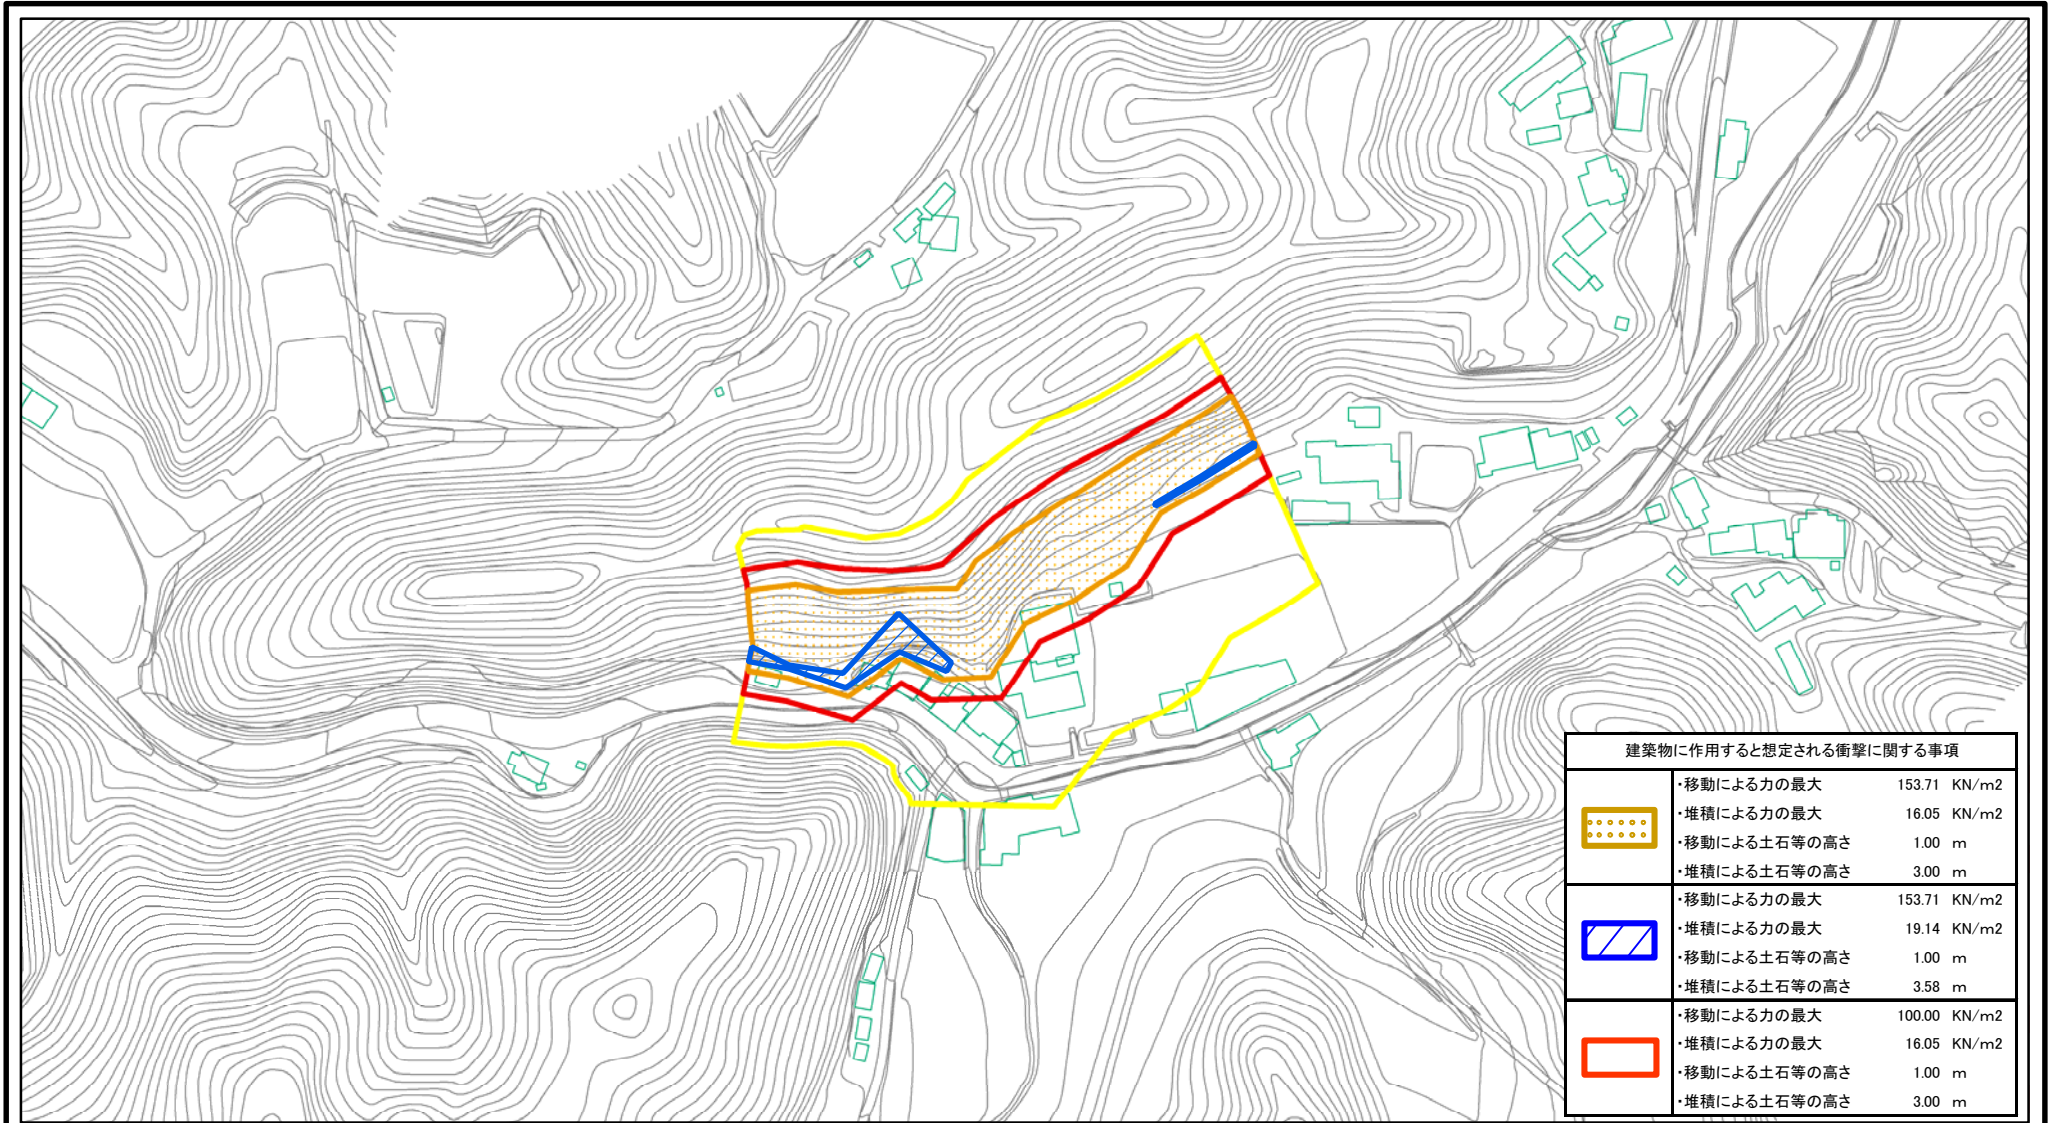 建築物に作用すると想定される衝撃に関する事項
・移動による力の最大 153.71 KN/m2
・堆積による力の最大 16.05 KN/m2
・移動による土石等の高さ 1.00 m
・堆積による土石等の高さ 3.00 m
・移動による力の最大 153.71 KN/m2
・堆積による力の最大 19.14 KN/m2
・移動による土石等の高さ 1.00 m
・堆積による土石等の高さ 3.58 m
・移動による力の最大 100.00 KN/m2
・堆積による力の最大 16.05 KN/m2
・移動による土石等の高さ 1.00 m
・堆積による土石等の高さ 3.00 m